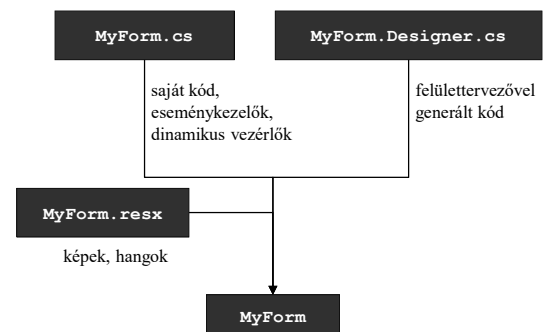 MyForm.cs
MyForm.Designer.cs
saját kód,
eseménykezelők,
dinamikus vezérlők
felülettervezővel
generált kód
MyForm.resx
képek, hangok
MyForm